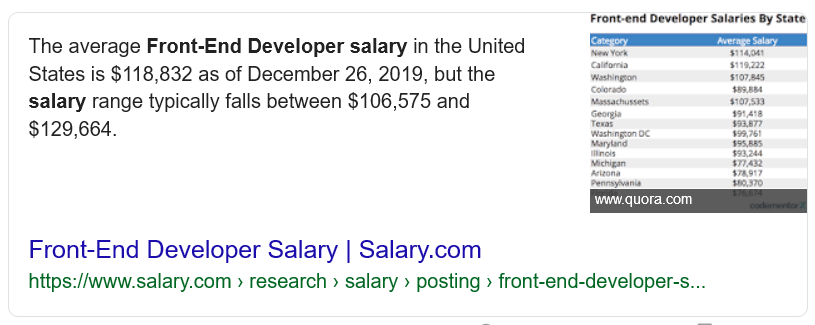 The average Front-End Developer salary in the United
States is $118,832 as of December 26, 2019, but the
salary range typically falls between $106,575 and
$129,664.
Front-end Developer Salaries By State
Category Average Salary
New York $114,041
California $119,222
Washington $107,845
Colorado $89,884
Massachussets $107,533
Georgia $91,418
Texas $93,877
Washington DC $99,761
Maryland $95,885
Illinois $93,244
Michigan $77,432
Arizona $78,917
Pennsylvania $80,370
www.quora.com
Front-End Developer Salary | Salary.com
https://www.salary.com › research › salary › posting › front-end-developer-s...